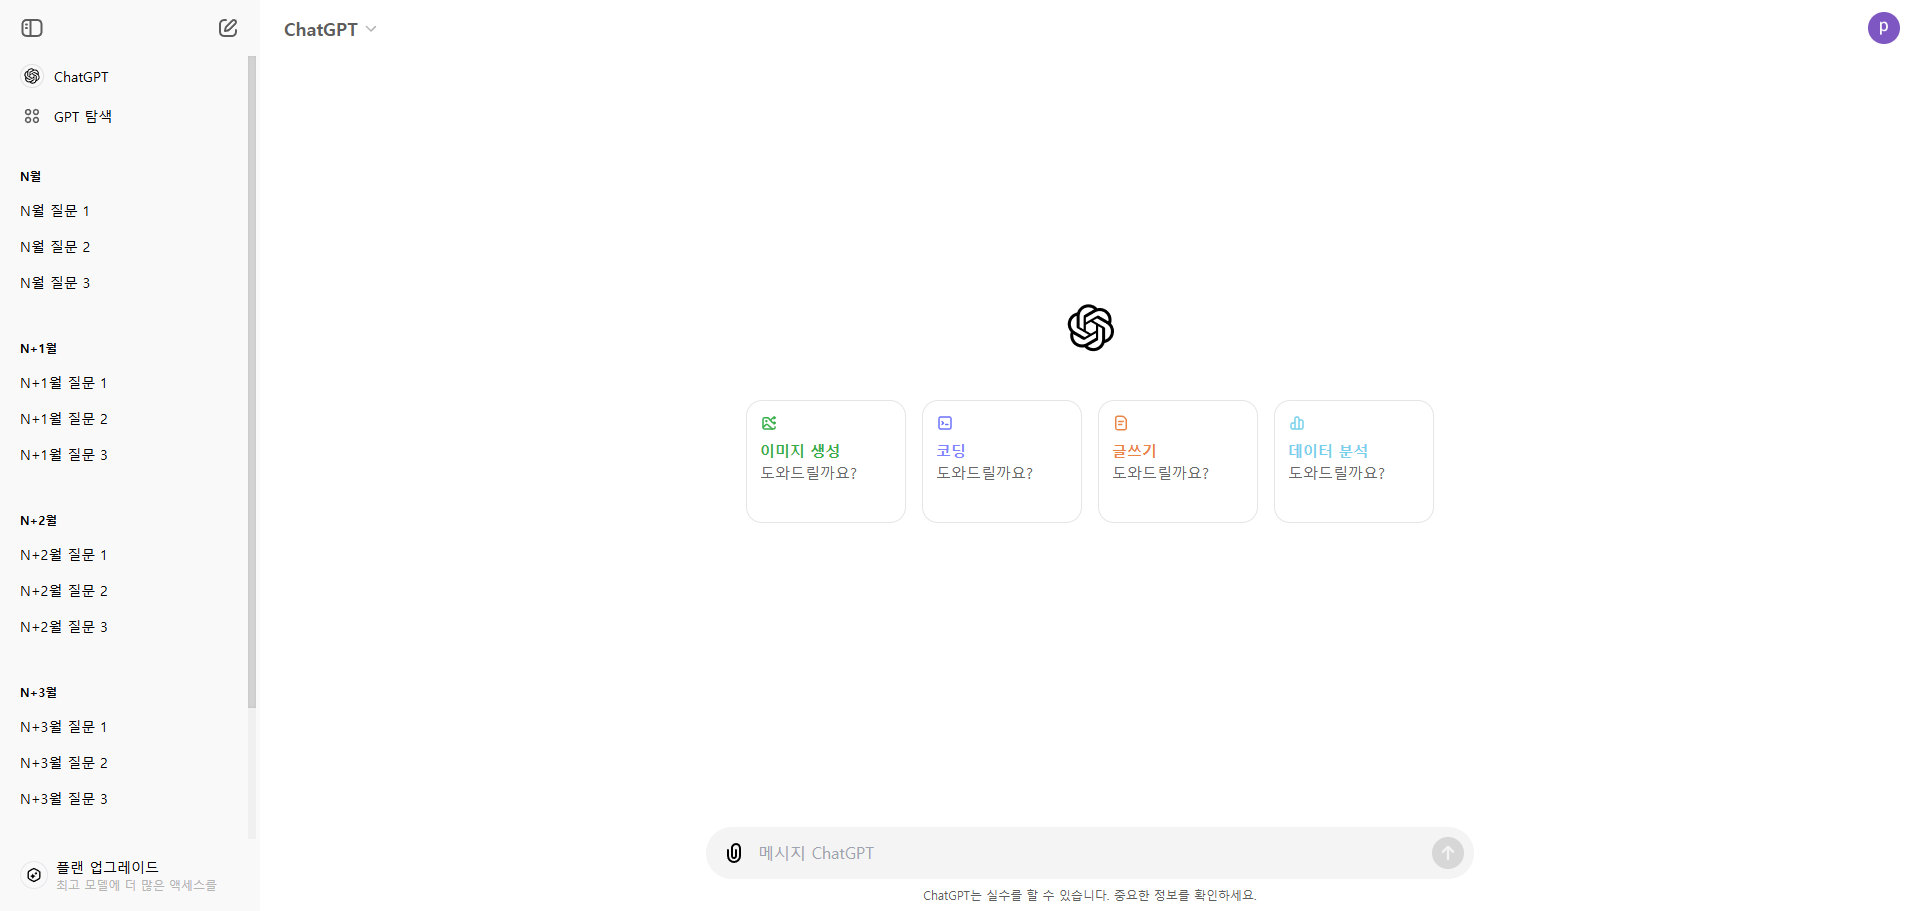 ChatGPT
P
ChatGPT
GPT 탐색
N월
N월 질문 1
N월 질문 2
N월 질문 3
N+1월
N+1월 질문 1
N+1월 질문 2
N+1월 질문 3
N+2월
N+2월 질문 1
N+2월 질문 2
N+2월 질문 3
N+3월
N+3월 질문 1
N+3월 질문 2
N+3월 질문 3
플랜 업그레이드
최고 모델에 더 많은 액세스를
이미지 생성
도와드릴까요?
코딩
도와드릴까요?
글쓰기
도와드릴까요?
데이터 분석
도와드릴까요?
메시지 ChatGPT
ChatGPT는 실수를 할 수 있습니다. 중요한 정보를 확인하세요.